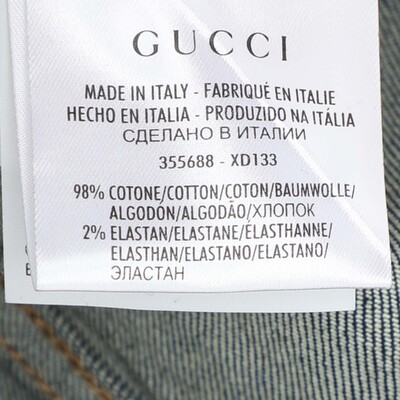 GUCCI
MADE IN ITALY - FABRIQUÉ EN ITALIE
HECHO EN ITALIA - PRODUZIDO NA ITÁLIA
СДЕЛАНО В ИТАЛИИ
355688 - XD133
98% COTONE/COTTON/COTON/BAUMWOLLE/
ALGODÓN/ALGODÃO/ХЛОПОК
2% ELASTAN/ELASTANE/ELASTHANNE/
ELASTHAN/ELASTANO/ELASTANO/
ЭЛАСТАН